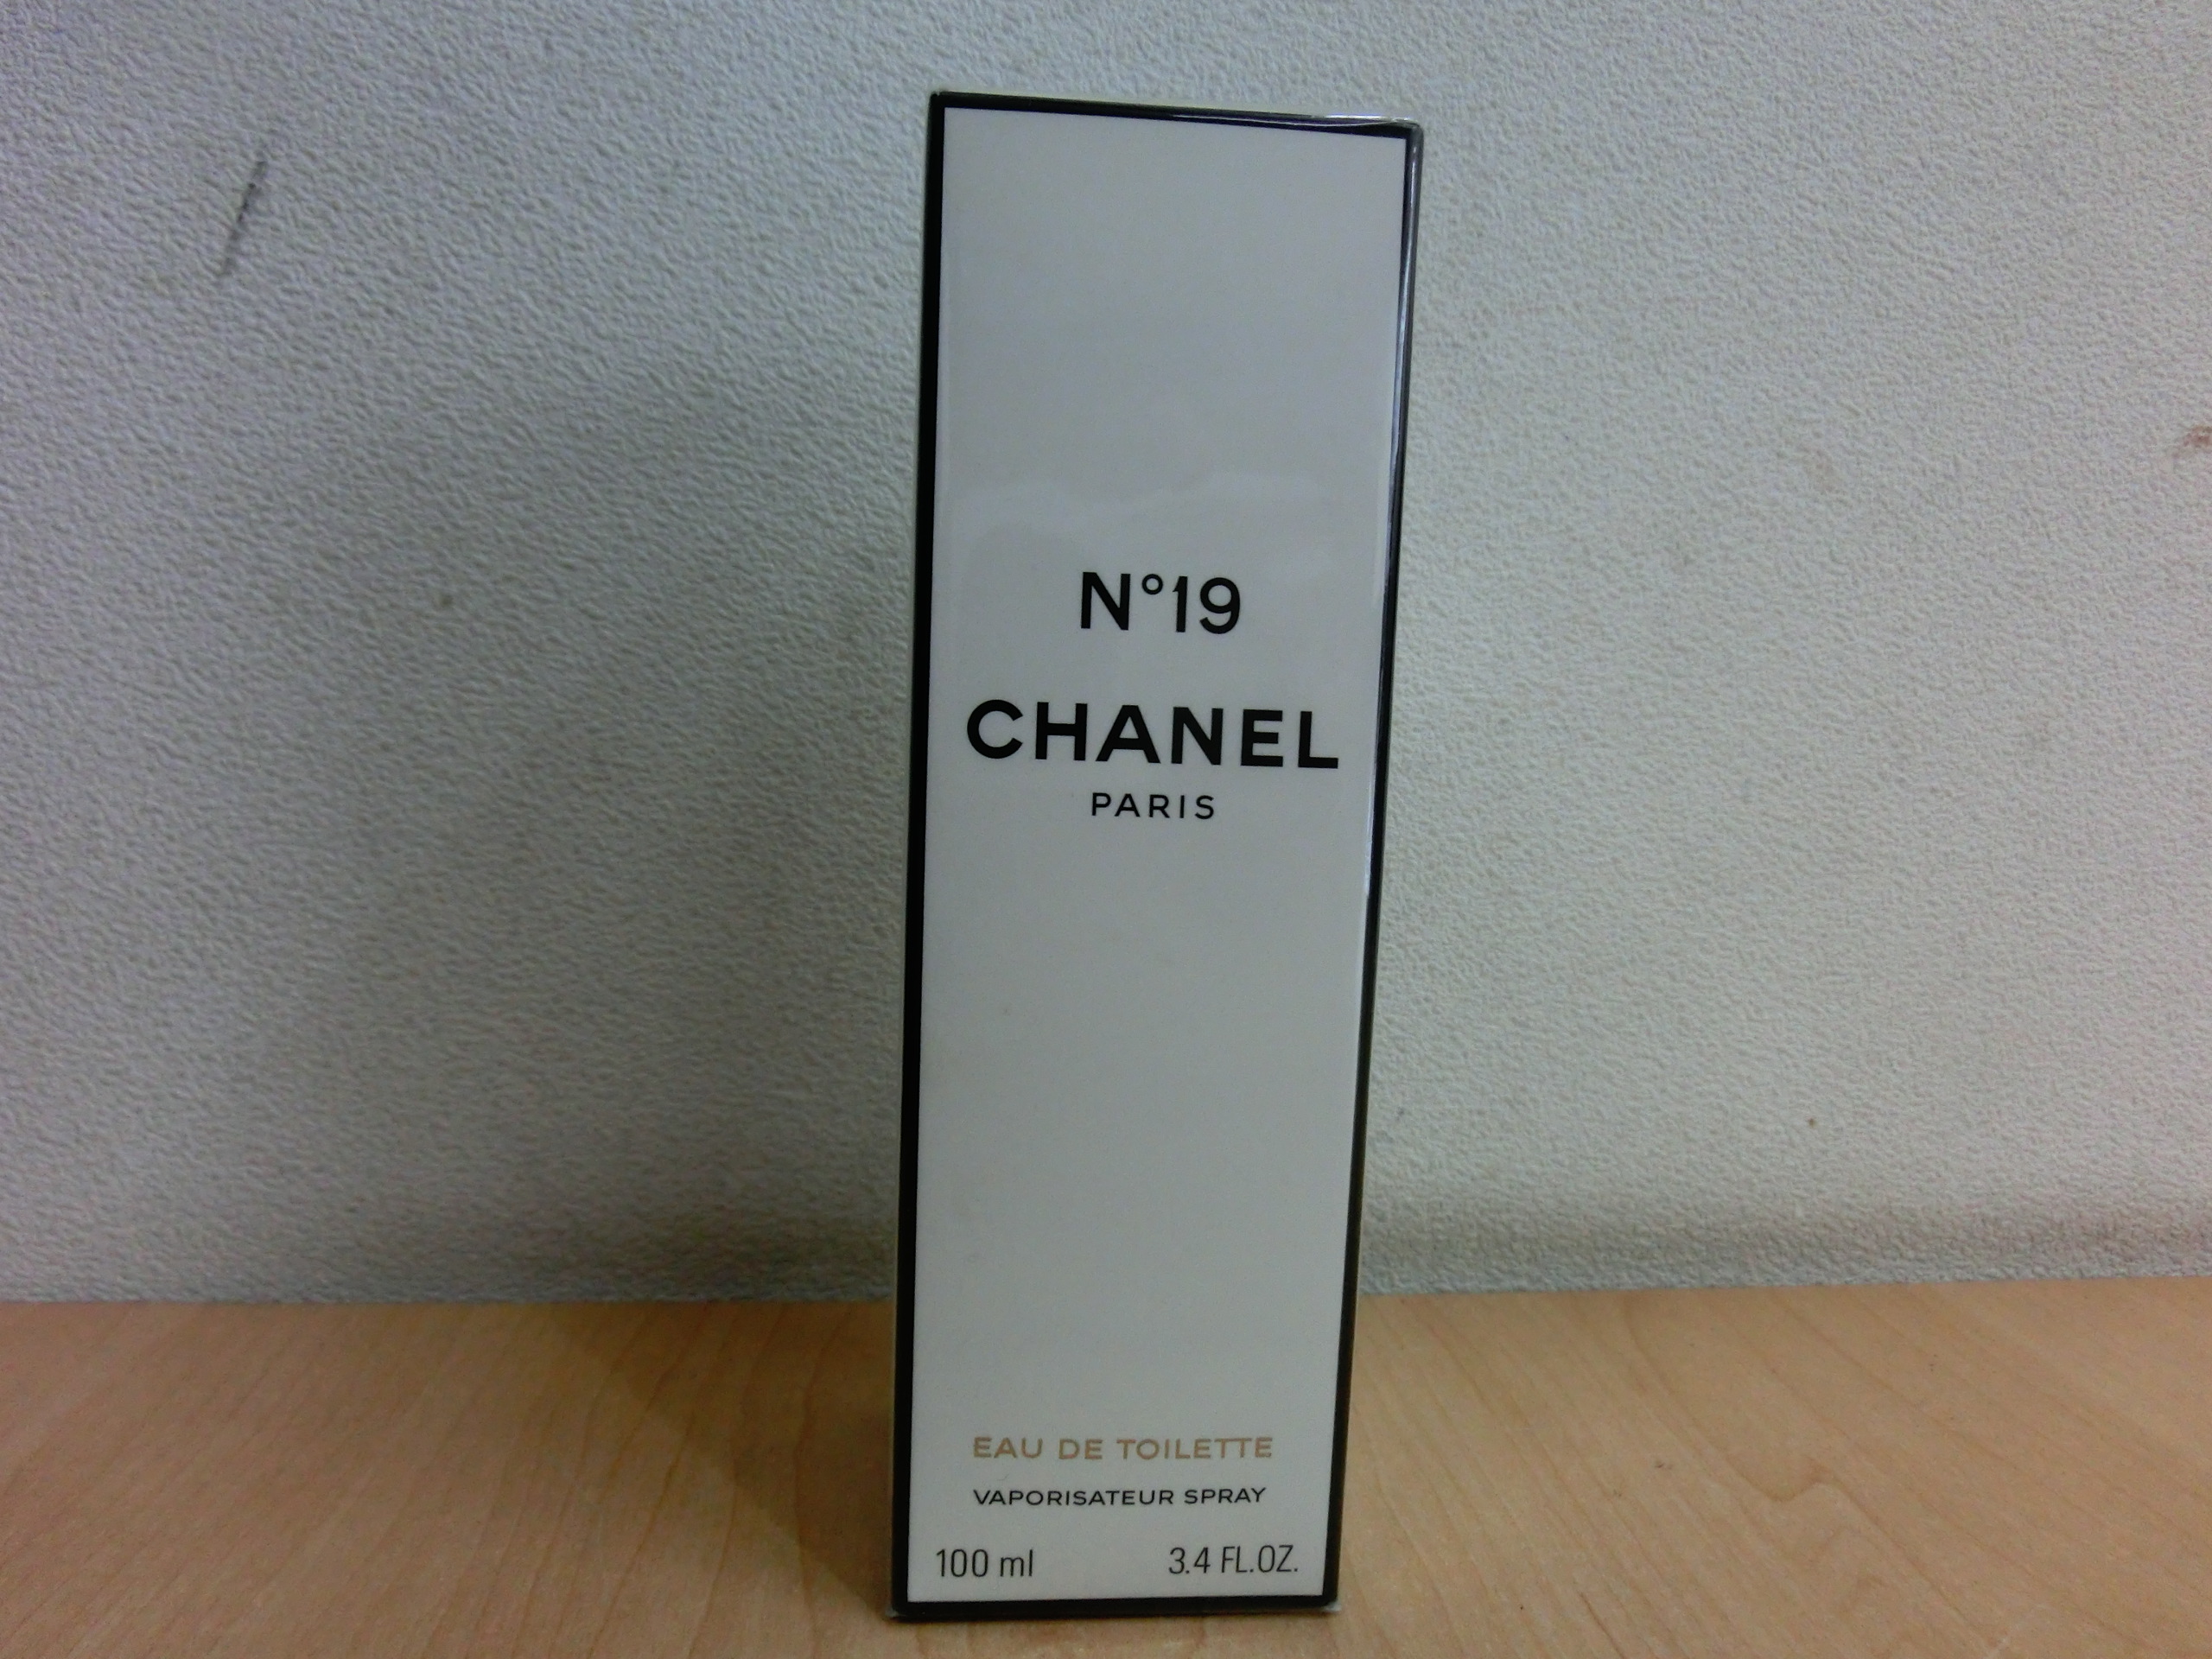 N°19
CHANEL
PARIS
EAU DE TOILETTE
VAPORISATEUR SPRAY
100 ml 3.4 FL.OZ.